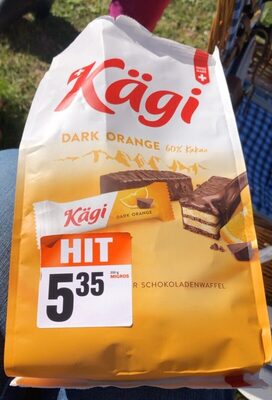 Kägi
DARK ORANGE 60% Kakao
Kägi
DARK ORANGE
HIT
5.35
MIGROS
R SCHOKOLADENWAFFEL